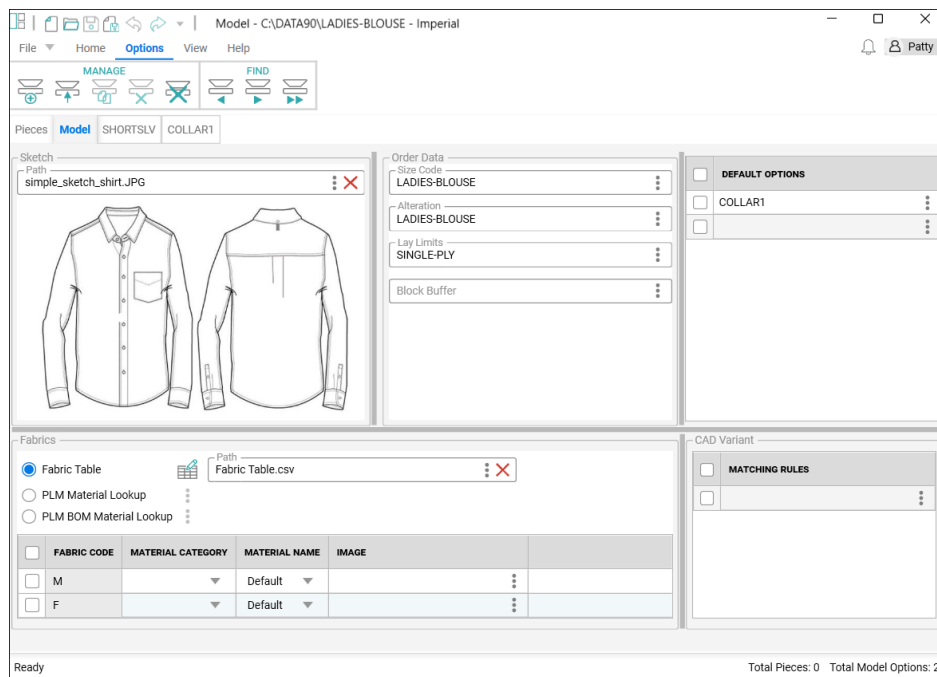 Model - C:\DATA90\LADIES-BLOUSE - Imperial
File Home Options View Help
Patty
MANAGE FIND
Pieces Model SHORTSLV COLLAR1
Sketch
Path
simple_sketch_shirt.JPG
Order Data
Size Code
LADIES-BLOUSE
Alteration
LADIES-BLOUSE
Lay Limits
SINGLE-PLY
Block Buffer
DEFAULT OPTIONS
COLLAR1
Fabrics
Fabric Table
Path
Fabric Table.csv
PLM Material Lookup
PLM BOM Material Lookup
FABRIC CODE MATERIAL CATEGORY MATERIAL NAME IMAGE
M Default
F Default
CAD Variant
MATCHING RULES
Ready
Total Pieces: 0 Total Model Options: 2